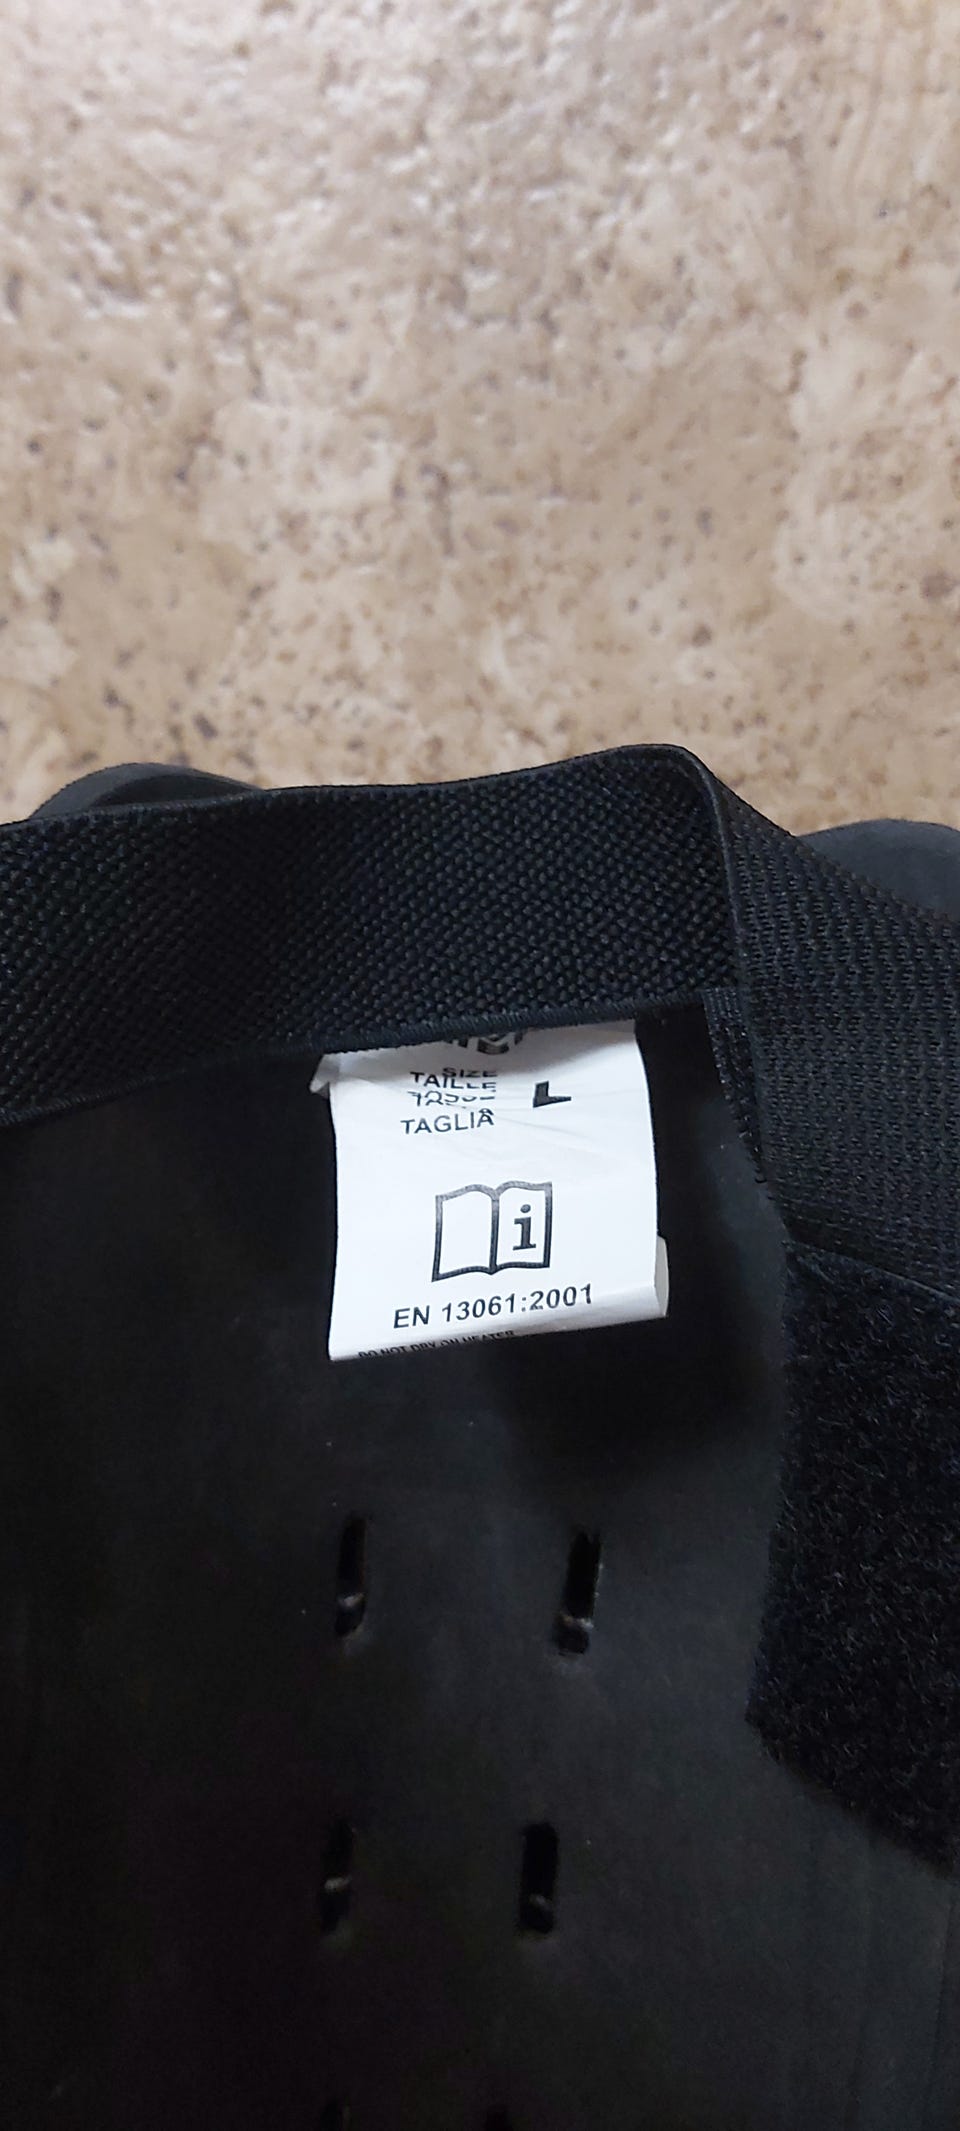 SIZE
TAILLE
L
TAGLIA
i
EN 13061:2001
DO NOT DRY ON HEATER